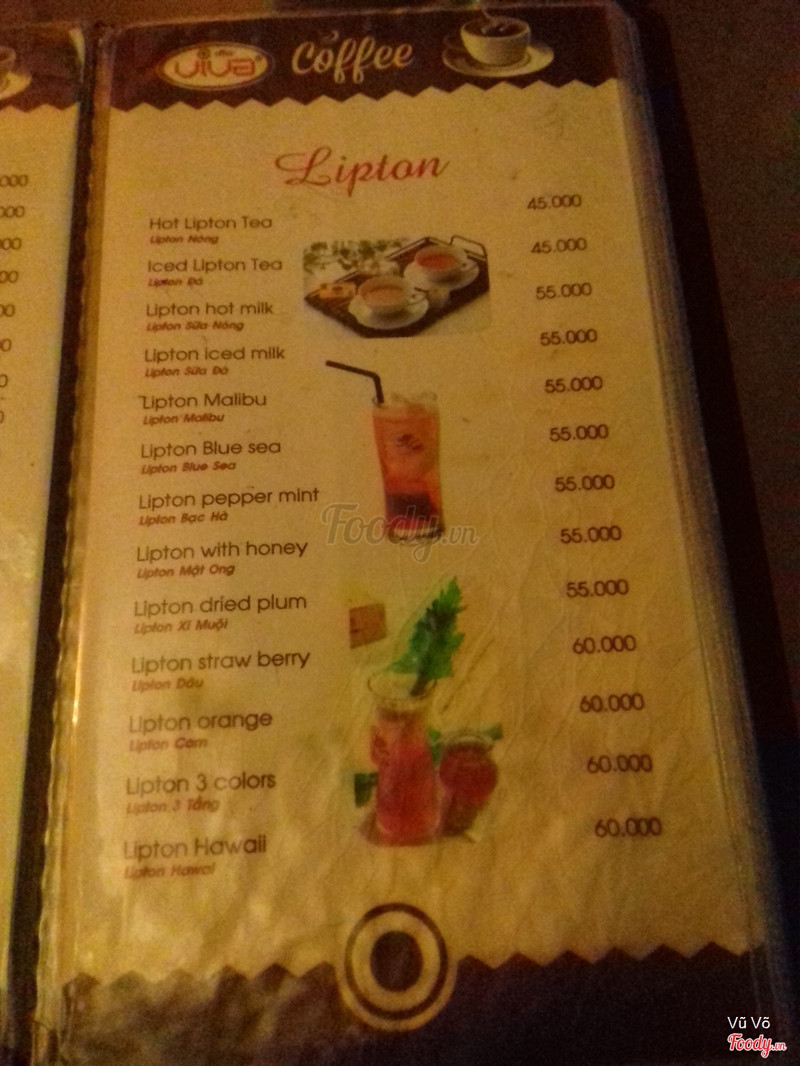 viva
Coffee
Lipton
Hot Lipton Tea 45.000
Lipton Nóng
Iced Lipton Tea 45.000
Lipton Đá
Lipton hot milk 55.000
Lipton Sữa Nóng
Lipton iced milk 55.000
Lipton Sữa Đá
Lipton Malibu 55.000
Lipton Malibu
Lipton Blue sea 55.000
Lipton Blue Sea
Lipton pepper mint 55.000
Lipton Bạc Hà
Lipton with honey 55.000
Lipton Mật Ong
Lipton dried plum 55.000
Lipton Xí Muội
Lipton straw berry 60.000
Lipton Dâu
Lipton orange 60.000
Lipton Cam
Lipton 3 colors 60.000
Lipton 3 Tầng
Lipton Hawaii 60.000
Lipton Hawaii
Foody.vn
Vũ Võ
Foody.vn